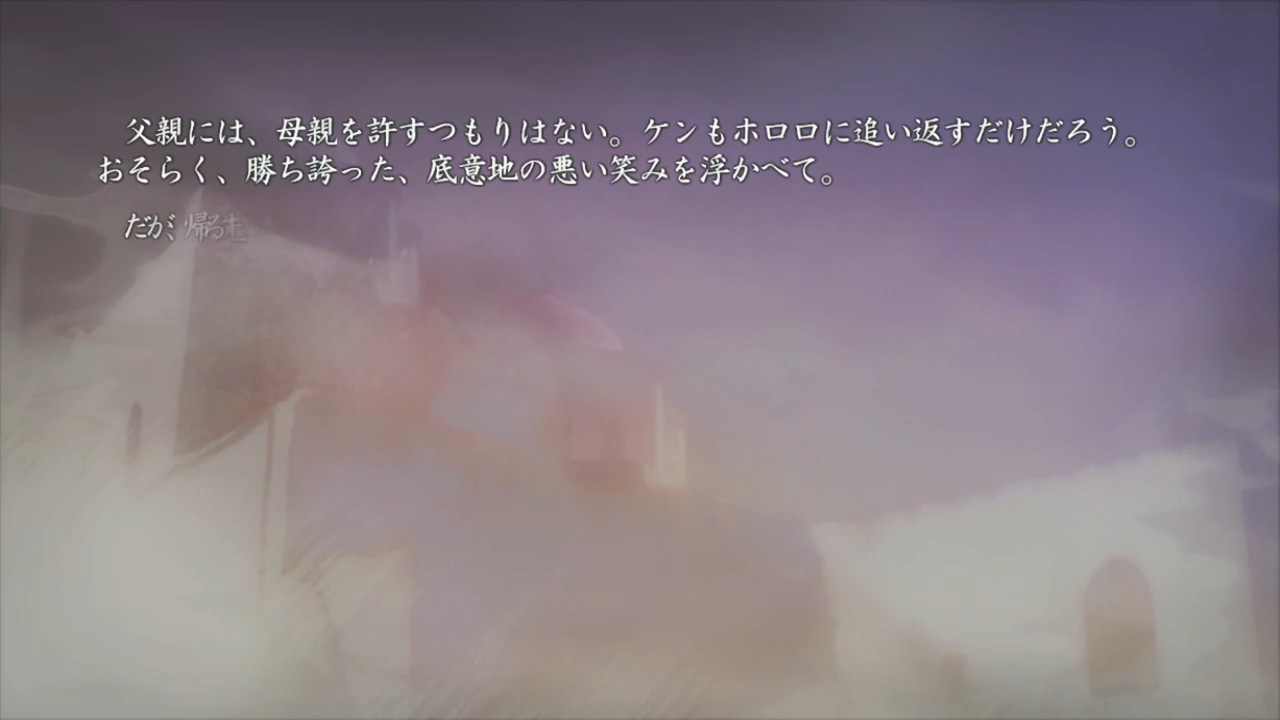 父親には、母親を許すつもりはない。ケンもホロロに追い返すだけだろう。
おそらく、勝ち誇った、底意地の悪い笑みを浮かべて。
だが、帰るむ